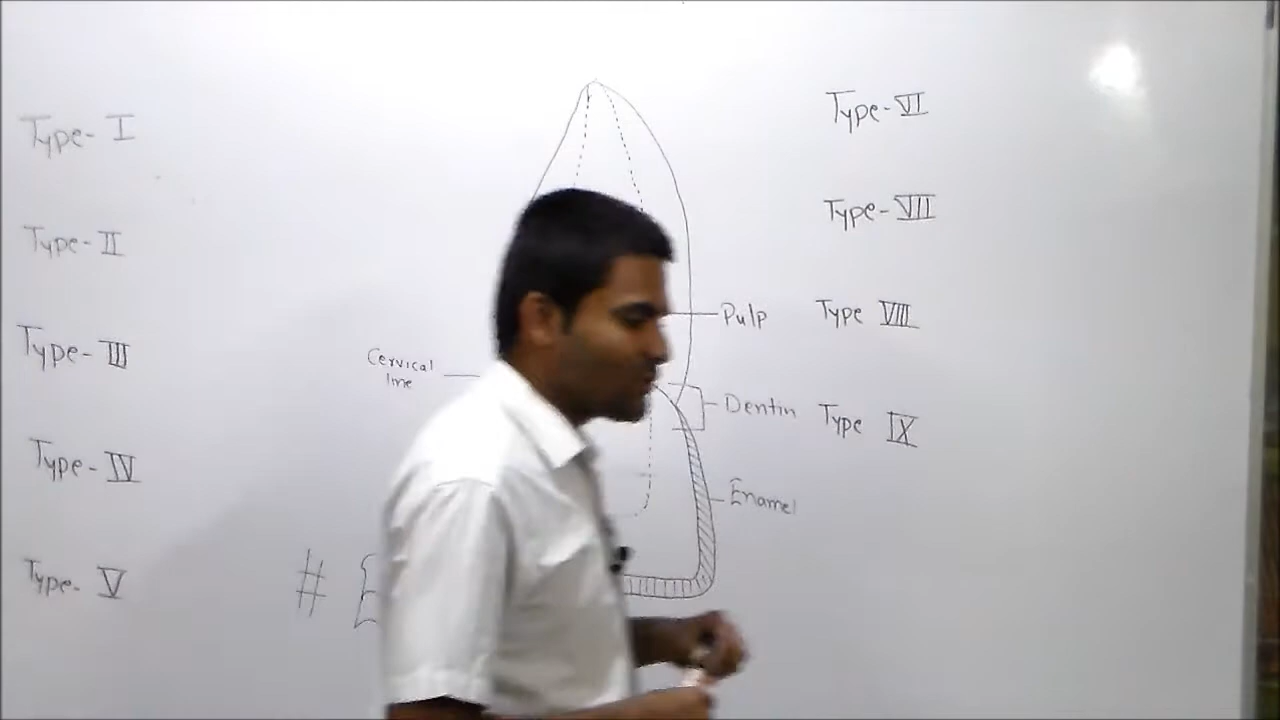 Type- I
Type- II
Type- III
Type- IV
Type- V
Cervical
line
#
Pulp
Dentin
Enamel
Type- VI
Type- VII
Type VIII
Type IX